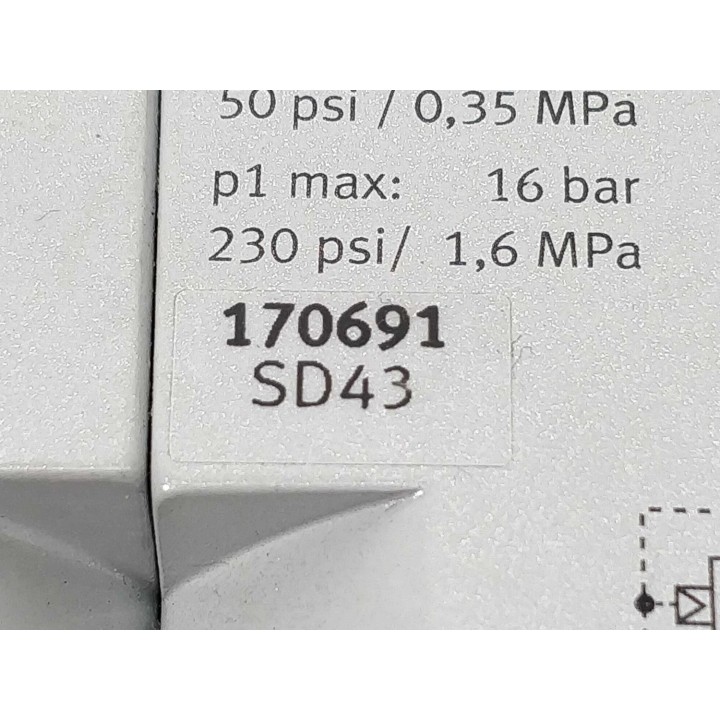 50 psi / 0,35 MPa
p1 max: 16 bar
230 psi/ 1,6 MPa
170691
SD43